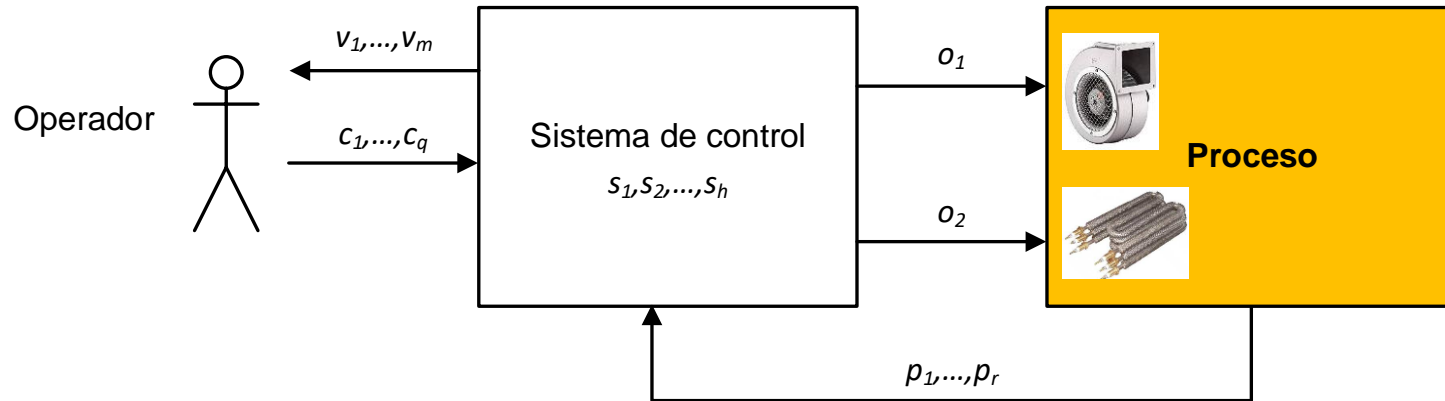 v1,...,vm
Operador
c1,...,cq
Sistema de control
s1,s2,...,sh
o1
Proceso
o2
p1,...,pr